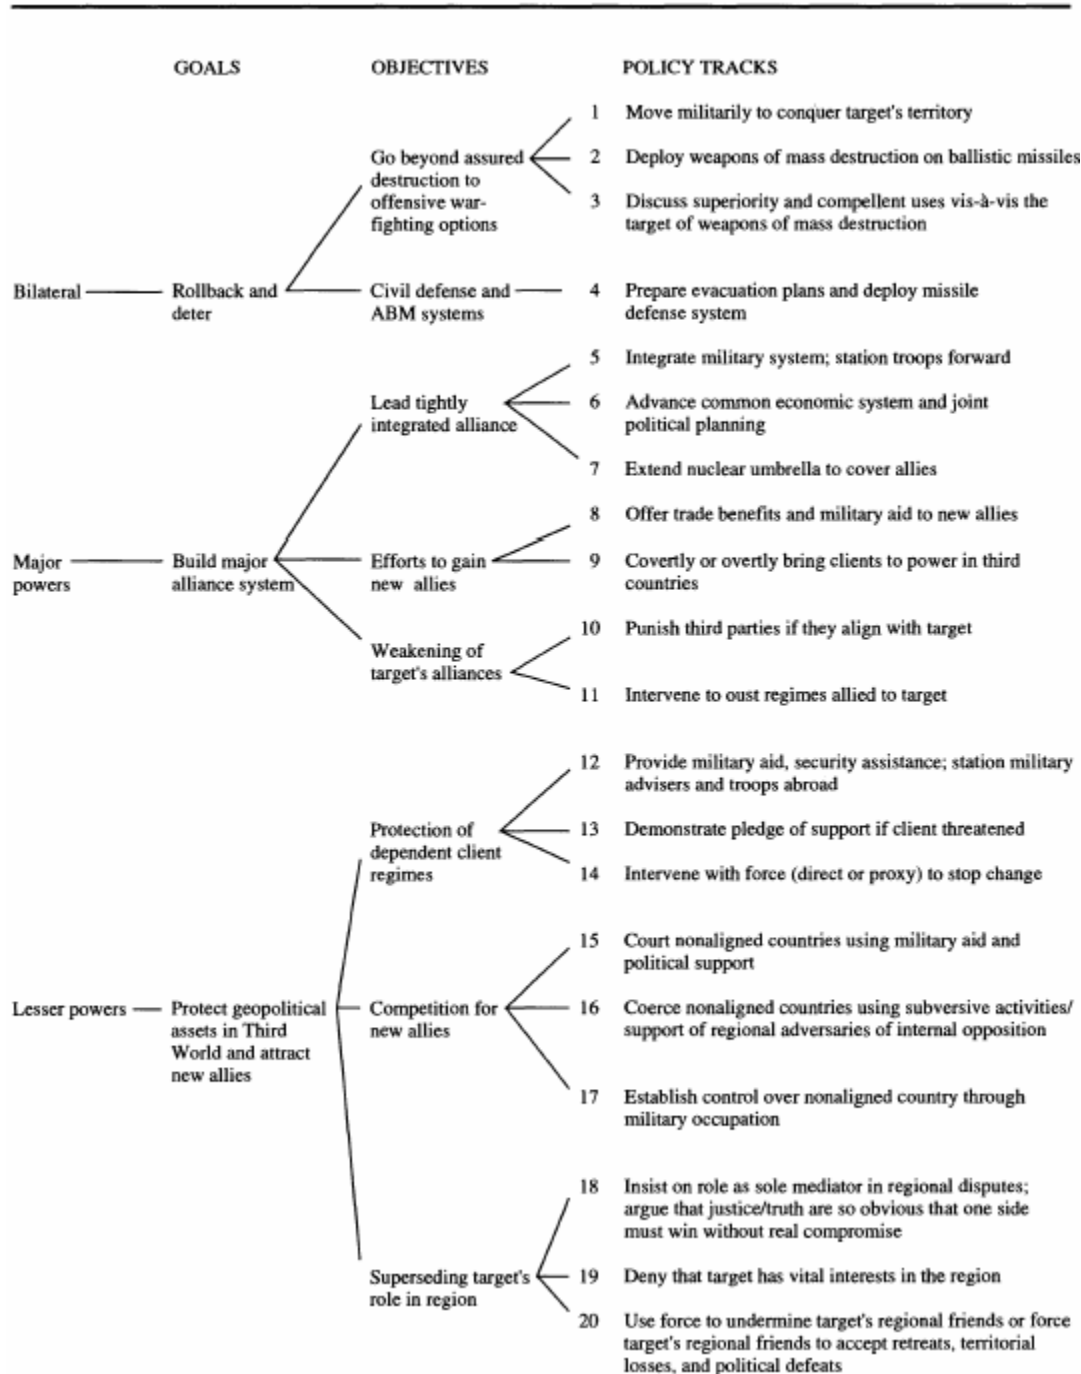 GOALS OBJECTIVES POLICY TRACKS
1 Move militarily to conquer target's territory
Go beyond assured
destruction to
offensive war-
fighting options
2 Deploy weapons of mass destruction on ballistic missiles
3 Discuss superiority and compellent uses vis-à-vis the
target of weapons of mass destruction
Bilateral
Rollback and
deter
Civil defense and
ABM systems
4 Prepare evacuation plans and deploy missile
defense system
5 Integrate military system; station troops forward
Lead tightly
integrated alliance
6 Advance common economic system and joint
political planning
7 Extend nuclear umbrella to cover allies
8 Offer trade benefits and military aid to new allies
Major
powers
Build major
alliance system
Efforts to gain
new allies
9 Covertly or overtly bring clients to power in third
countries
10 Punish third parties if they align with target
Weakening of
target's alliances
11 Intervene to oust regimes allied to target
12 Provide military aid, security assistance; station military
advisers and troops abroad
Protection of
dependent client
regimes
13 Demonstrate pledge of support if client threatened
14 Intervene with force (direct or proxy) to stop change
15 Court nonaligned countries using military aid and
political support
Lesser powers
Protect geopolitical
assets in Third
World and attract
new allies
Competition for
new allies
16 Coerce nonaligned countries using subversive activities/
support of regional adversaries of internal opposition
17 Establish control over nonaligned country through
military occupation
18 Insist on role as sole mediator in regional disputes;
argue that justice/truth are so obvious that one side
must win without real compromise
Superseding target's
role in region
19 Deny that target has vital interests in the region
20 Use force to undermine target's regional friends or force
target's regional friends to accept retreats, territorial
losses, and political defeats